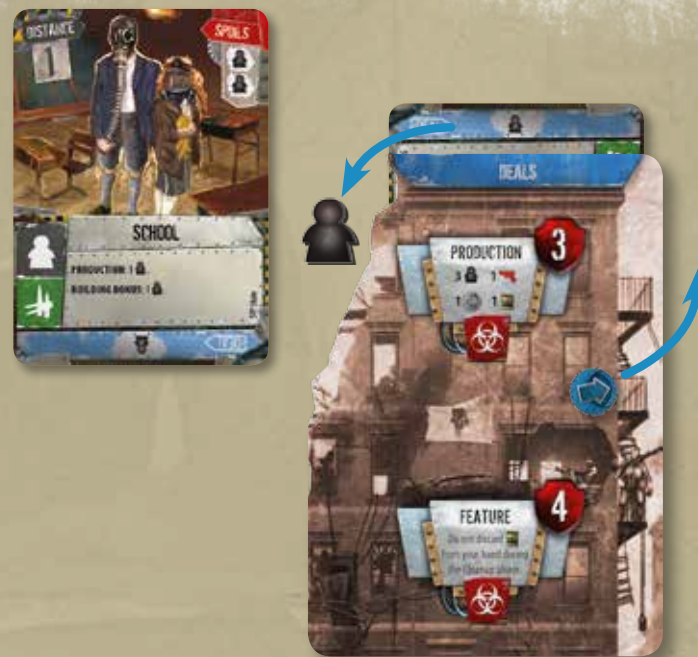 DISTANCE
1
SPOILS
SCHOOL
PRODUCTION: 1
BUILDING BONUS: 1
DEALS
DEALS
PRODUCTION
3
3 1
1 1
FEATURE
4
Do not discard
from your hand during
the Cleanup phase.